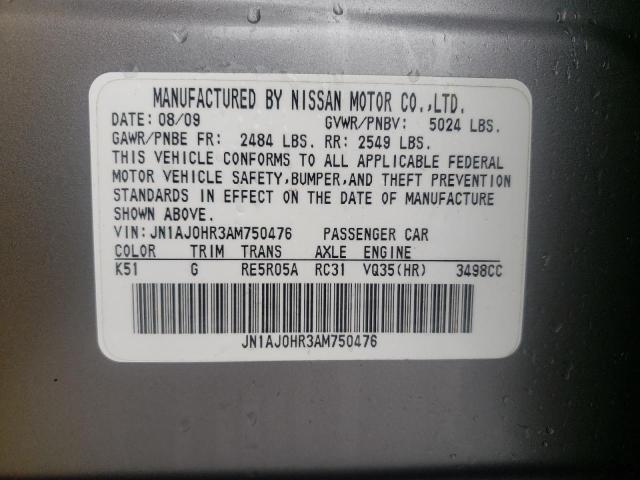 MANUFACTURED BY NISSAN MOTOR CO.,LTD.
DATE: 08/09 GVWR/PNBV: 5024 LBS.
GAWR/PNBE FR: 2484 LBS. RR: 2549 LBS.
THIS VEHICLE CONFORMS TO ALL APPLICABLE FEDERAL
MOTOR VEHICLE SAFETY,BUMPER,AND THEFT PREVENTION
STANDARDS IN EFFECT ON THE DATE OF MANUFACTURE
SHOWN ABOVE.
VIN:JN1AJ0HR3AM750476 PASSENGER CAR
COLOR TRIM TRANS AXLE ENGINE
K51 G RE5R05A RC31 VQ35(HR) 3498CC
JN1AJ0HR3AM750476